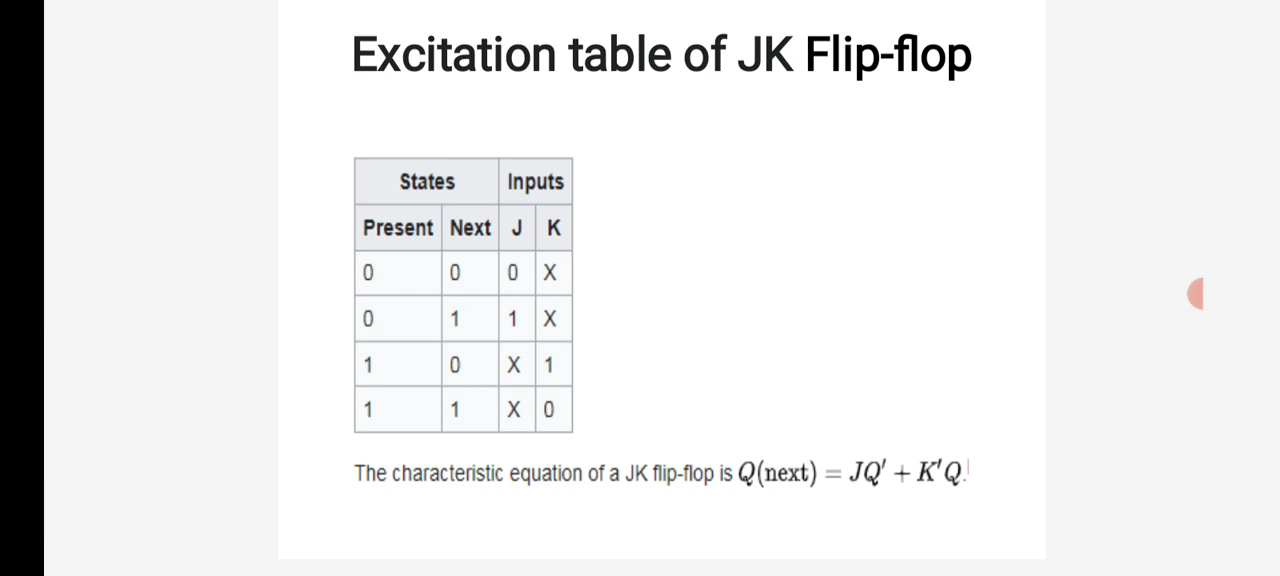 Excitation table of JK Flip-flop
States Inputs
Present Next J K
0 0 0 X
0 1 1 X
1 0 X 1
1 1 X 0
The characteristic equation of a JK flip-flop is Q(next) = JQ′ + K′Q.